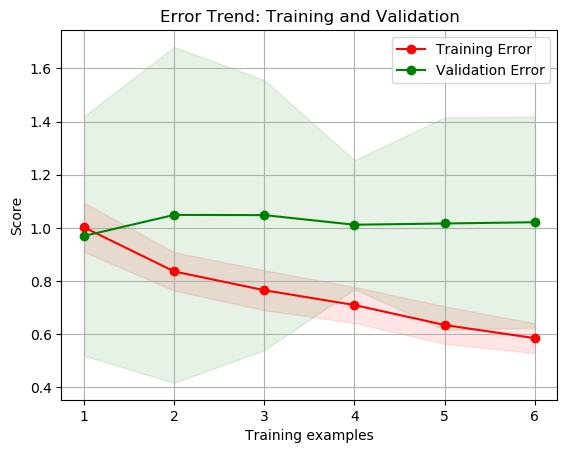 Error Trend: Training and Validation
Training Error
Validation Error
Score
1.6
1.4
1.2
1.0
0.8
0.6
0.4
1 2 3 4 5 6
Training examples